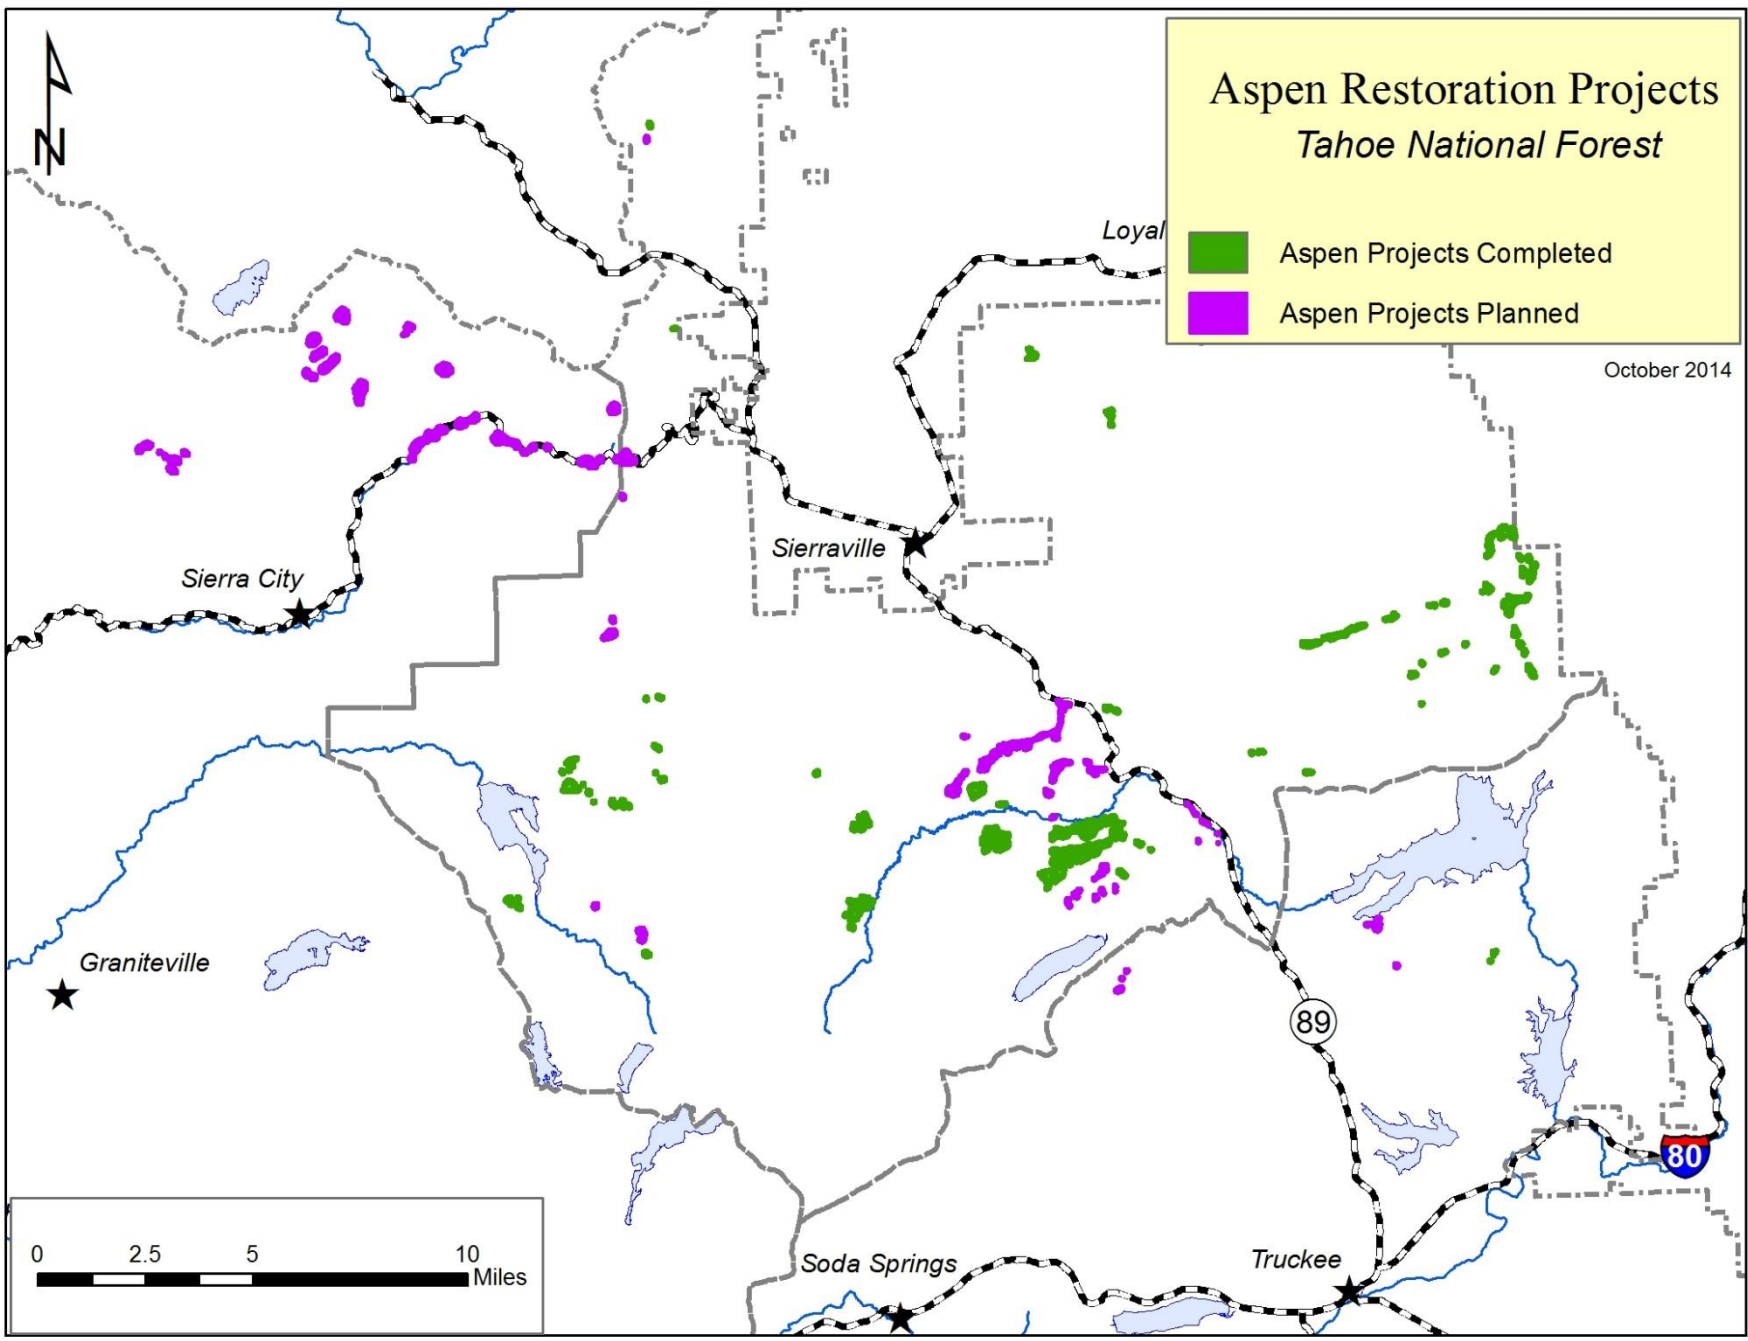 Aspen Restoration Projects
Tahoe National Forest
Aspen Projects Completed
Aspen Projects Planned
October 2014
N
Loyal
Sierraville
Sierra City
Graniteville
89
80
Soda Springs
Truckee
0 2.5 5 10
Miles